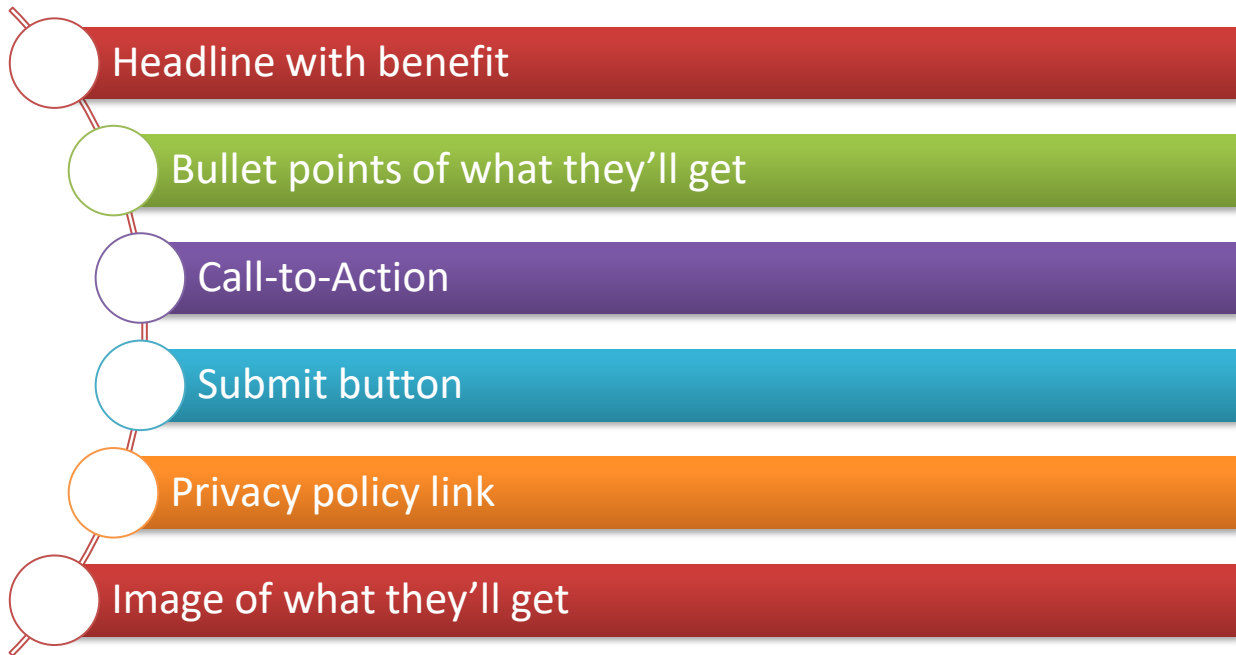 Headline with benefit
Bullet points of what they’ll get
Call-to-Action
Submit button
Privacy policy link
Image of what they’ll get